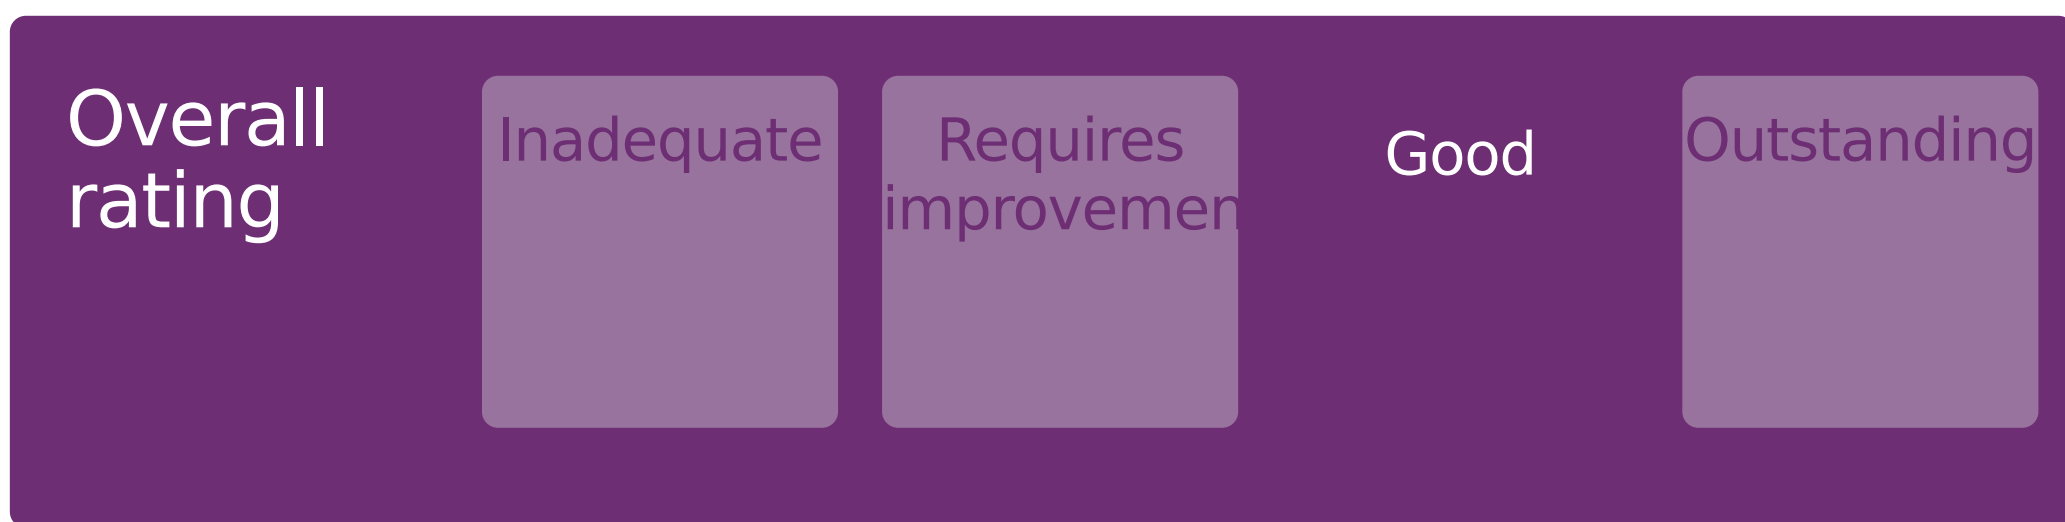 Overall
rating
Inadequate
Requires
improvemen
Good
Outstanding